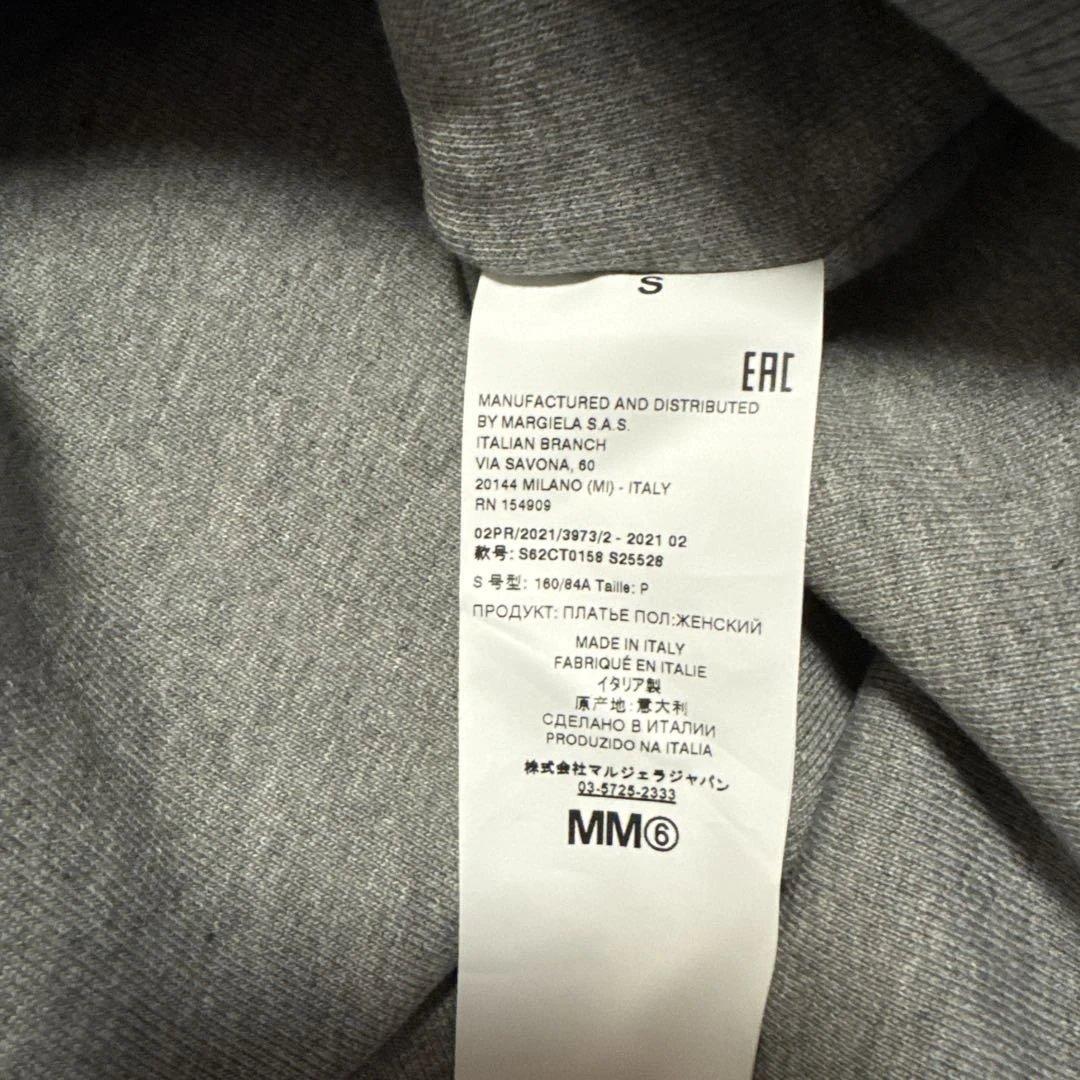 S
EAC
MANUFACTURED AND DISTRIBUTED
BY MARGIELA S.A.S.
ITALIAN BRANCH
VIA SAVONA, 60
20144 MILANO (MI) - ITALY
RN 154909
02PR/2021/3973/2 - 2021 02
款号: S62CT0158 S25528
S 号型: 160/84A Taille: P
ПРОДУКТ: ПЛАТЬЕ ПОЛ:ЖЕНСКИЙ
MADE IN ITALY
FABRIQUÉ EN ITALIE
イタリア製
原产地:意大利
СДЕЛАНО В ИТАЛИИ
PRODUZIDO NA ITALIA
株式会社マルジェラジャパン
03-5725-2333
MM⑥